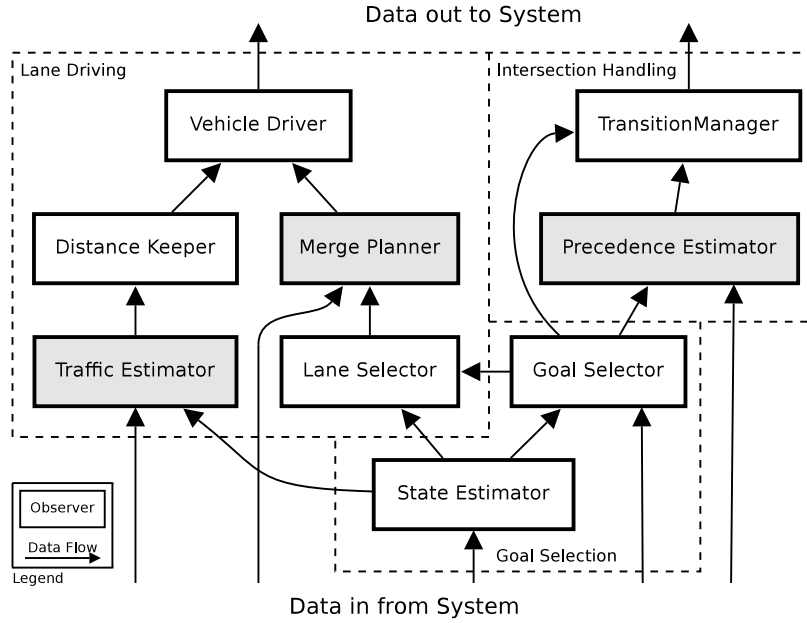 Data out to System
Lane Driving
Intersection Handling
Vehicle Driver
TransitionManager
Distance Keeper
Merge Planner
Precedence Estimator
Traffic Estimator
Lane Selector
Goal Selector
State Estimator
Observer
Data Flow
Legend
Goal Selection
Data in from System